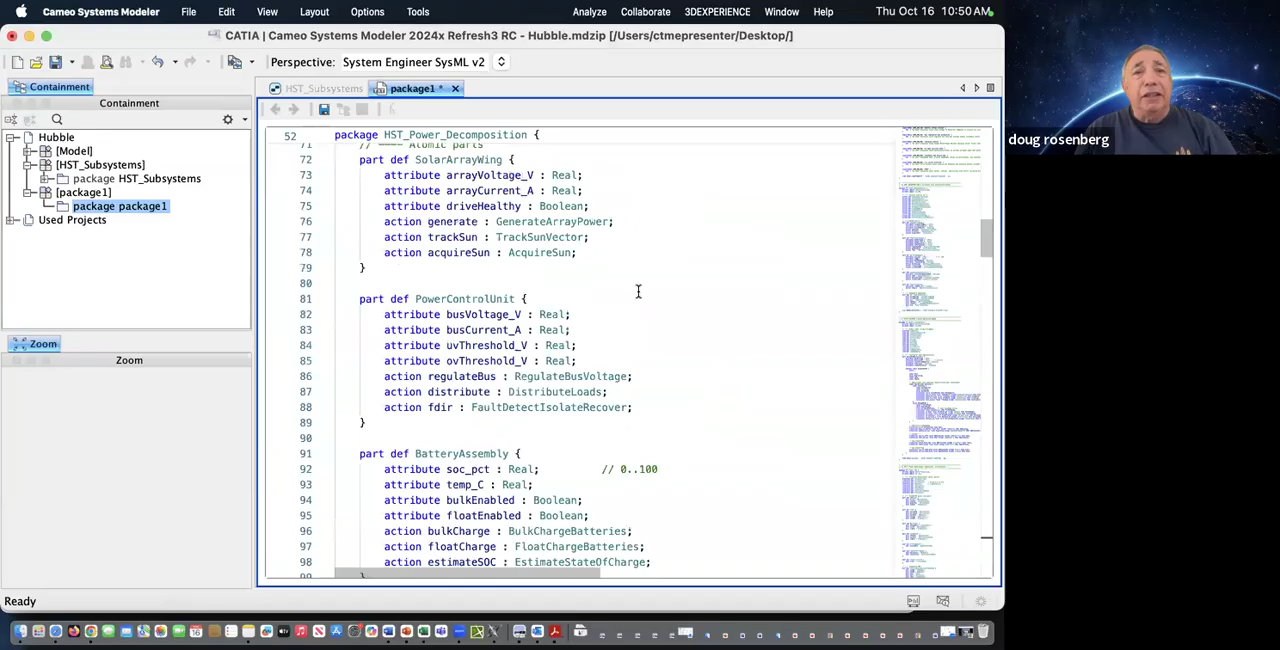 Cameo Systems Modeler File Edit View Layout Options Tools Analyze Collaborate 3DEXPERIENCE Window Help Thu Oct 16 10:50 AM
CATIA | Cameo Systems Modeler 2024x Refresh3 RC - Hubble.mdzip [/Users/ctmepresenter/Desktop/]
Perspective: System Engineer SysML v2
Containment
Containment
Hubble
[Model]
[HST_Subsystems]
package HST_Subsystems
[package1]
package package1
Used Projects
Zoom
Zoom
Ready
HST_Subsystems
package1 *
52 package HST_Power_Decomposition {
72 part def SolarArrayWing {
73 attribute arrayVoltage_V : Real;
74 attribute arrayCurrent_A : Real;
75 attribute driveHealthy : Boolean;
76 action generate : GenerateArrayPower;
77 action trackSun : TrackSunVector;
78 action acquireSun : AcquireSun;
79 }
80
81 part def PowerControlUnit {
82 attribute busVoltage_V : Real;
83 attribute busCurrent_A : Real;
84 attribute uvThreshold_V : Real;
85 attribute ovThreshold_V : Real;
86 action regulateBus : RegulateBusVoltage;
87 action distribute : DistributeLoads;
88 action fdir : FaultDetectIsolateRecover;
89 }
90
91 part def BatteryAssembly {
92 attribute soc_pct : Real; // 0..100
93 attribute temp_C : Real;
94 attribute bulkEnabled : Boolean;
95 attribute floatEnabled : Boolean;
96 action bulkCharge : BulkChargeBatteries;
97 action floatCharge : FloatChargeBatteries;
98 action estimateSOC : EstimateStateOfCharge;
99 }
doug rosenberg